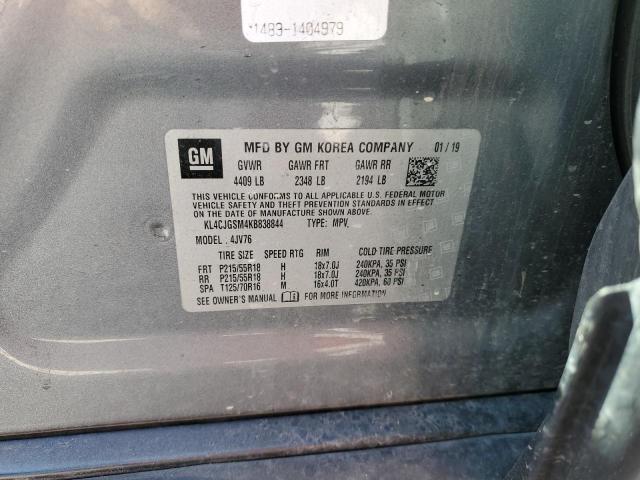 1483-1404979
GM
MFD BY GM KOREA COMPANY 01 / 19
GVWR GAWR FRT GAWR RR
4409 LB 2348 LB 2194 LB
THIS VEHICLE CONFORMS TO ALL APPLICABLE U.S. FEDERAL MOTOR
VEHICLE SAFETY AND THEFT PREVENTION STANDARDS IN EFFECT
ON THE DATE OF MANUFACTURE SHOWN ABOVE.
KL4CJGSM4KB838844 TYPE: MPV
MODEL: 4JV76
TIRE SIZE SPEED RTG RIM COLD TIRE PRESSURE
FRT P215/55R18 H 18x7.0J 240KPA, 35 PSI
RR P215/55R18 H 18x7.0J 240KPA, 35 PSI
SPA T125/70R16 M 16x4.0T 420KPA, 60 PSI
SEE OWNER'S MANUAL FOR MORE INFORMATION